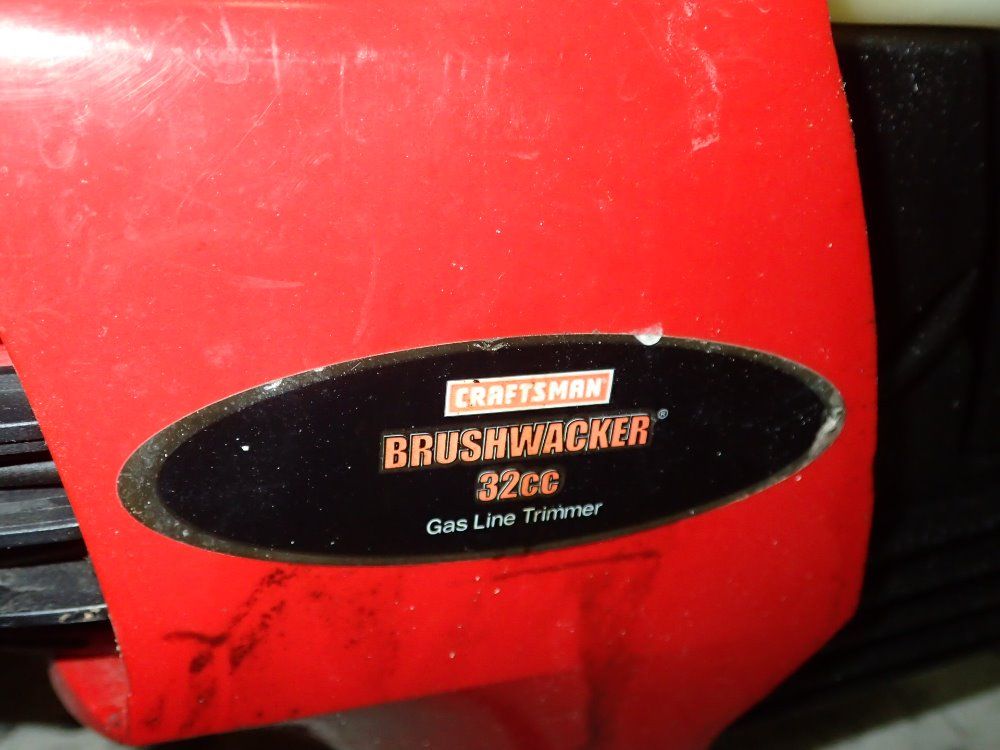 CRAFTSMAN
BRUSHWACKER®
32cc
Gas Line Trimmer